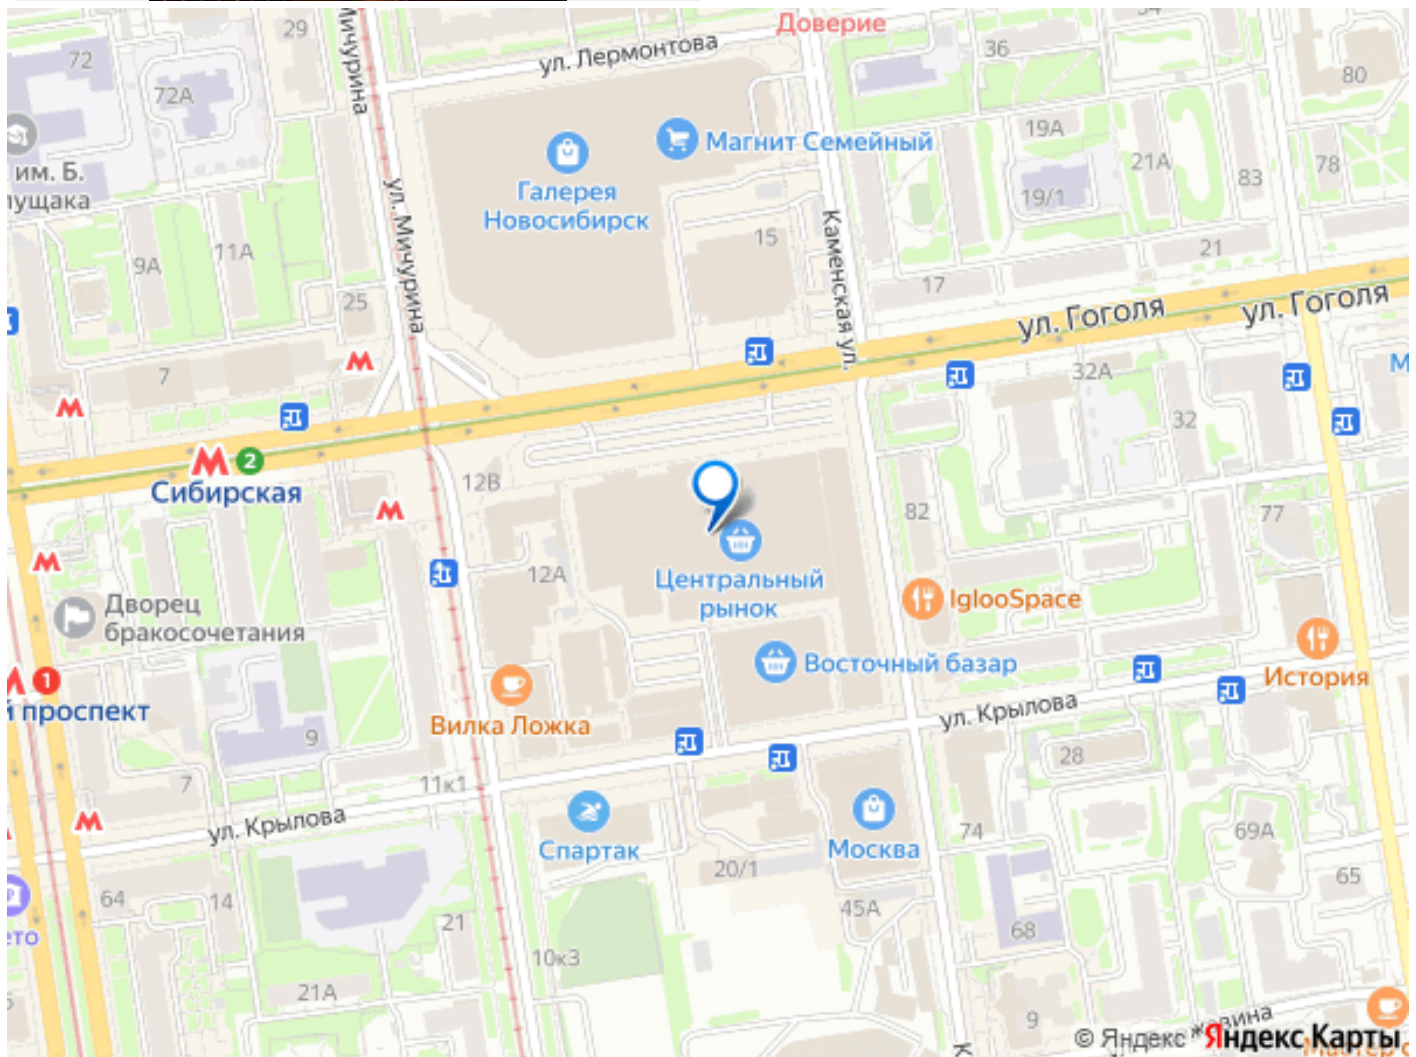 29
Мичурина
ул. Лермонтова
Доверие
36
72
72А
80
им. Б.
Магнит Семейный
19А
21А
83
78
Галерея
Новосибирск
19/1
ул. Мичурина
Каменская ул.
15
11А
9А
21
17
25
ул. Гоголя
ул. Гоголя
7
32А
М
32
2
Сибирская
12В
82
77
12А
Центральный
рынок
IglooSpace
Дворец
бракосочетания
Восточный базар
1
История
й проспект
Вилка Ложка
ул. Крылова
9
28
7
11к1
ул. Крылова
Спартак
Москва
74
69А
20/1
65
64
14
45А
21
68
ето
10к3
21А
9
© Яндекс
Яндекс Карты